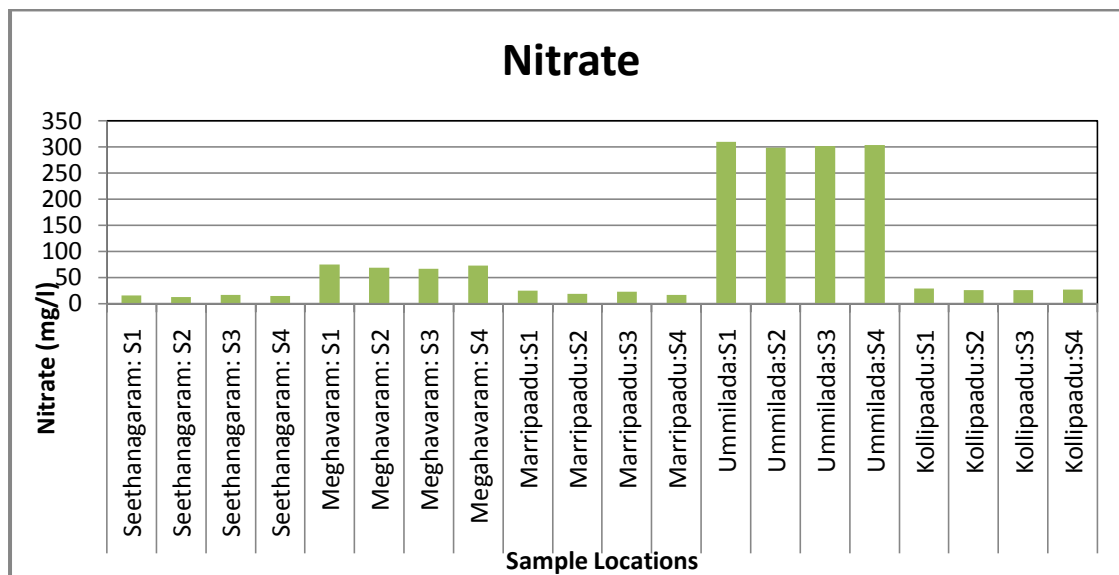 Nitrate
350
300
250
200
150
100
50
0
Nitrate (mg/l)
Seethanagaram: S1
Seethanagaram: S2
Seethanagaram: S3
Seethanagaram: S4
Meghavaram: S1
Meghavaram: S2
Meghavaram: S3
Megahavaram: S4
Marripaadu:S1
Marripaadu:S2
Marripaadu:S3
Marripaadu:S4
Ummilada:S1
Ummilada:S2
Ummilada:S3
Ummilada:S4
Kollipaadu:S1
Kollipaadu:S2
Kollipaadu:S3
Kollipaadu:S4
Sample Locations